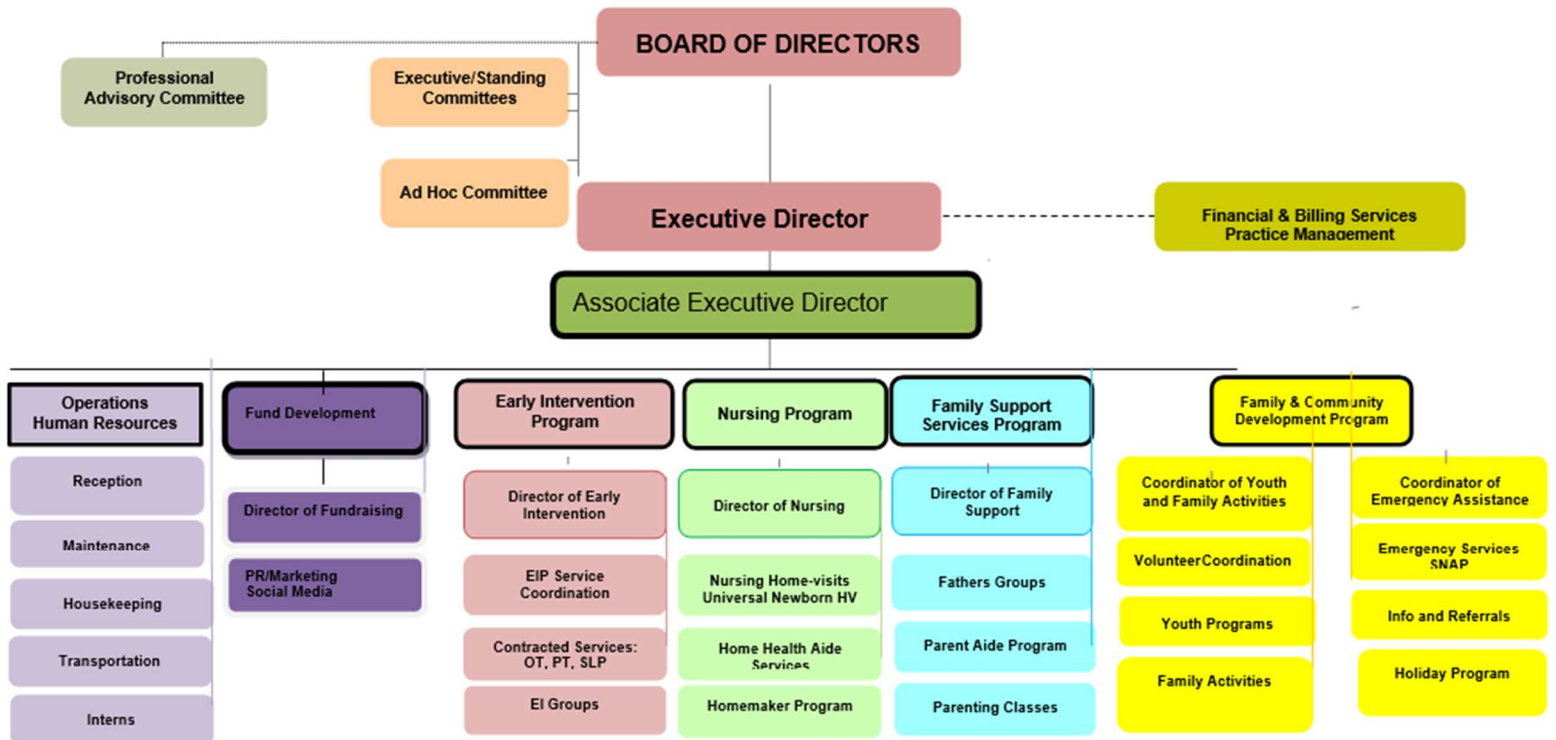 BOARD OF DIRECTORS
Professional
Advisory Committee
Executive/Standing
Committees
Ad Hoc Committee
Executive Director
Financial & Billing Services
Practice Management
Associate Executive Director
Operations
Human Resources
Reception
Maintenance
Housekeeping
Transportation
Interns
Fund Development
Director of Fundraising
PR/Marketing
Social Media
Early Intervention
Program
Director of Early
Intervention
EIP Service
Coordination
Contracted Services:
OT, PT, SLP
EI Groups
Nursing Program
Director of Nursing
Nursing Home-visits
Universal Newborn HV
Home Health Aide
Services
Homemaker Program
Family Support
Services Program
Director of Family
Support
Fathers Groups
Parent Aide Program
Parenting Classes
Family & Community
Development Program
Coordinator of Youth
and Family Activities
VolunteerCoordination
Youth Programs
Family Activities
Coordinator of
Emergency Assistance
Emergency Services
SNAP
Info and Referrals
Holiday Program